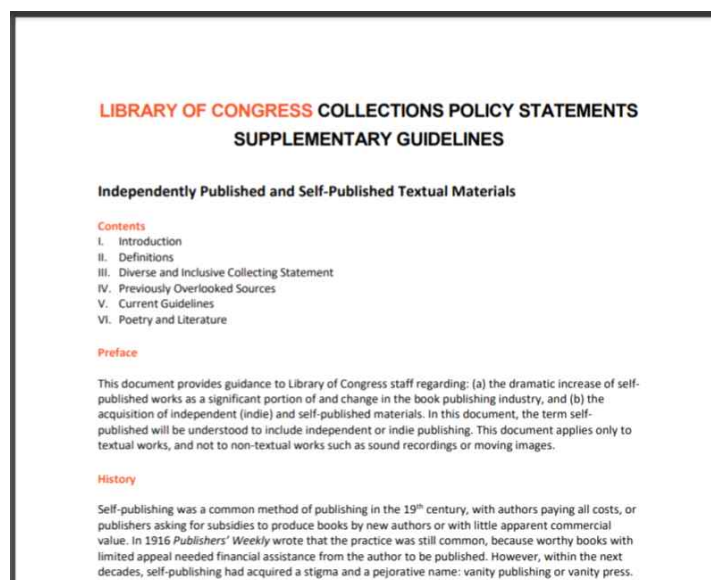 LIBRARY OF CONGRESS COLLECTIONS POLICY STATEMENTS
SUPPLEMENTARY GUIDELINES
Independently Published and Self-Published Textual Materials
Contents
I. Introduction
II. Definitions
III. Diverse and Inclusive Collecting Statement
IV. Previously Overlooked Sources
V. Current Guidelines
VI. Poetry and Literature
Preface
This document provides guidance to Library of Congress staff regarding: (a) the dramatic increase of self-
published works as a significant portion of and change in the book publishing industry, and (b) the
acquisition of independent (indie) and self-published materials. In this document, the term self-
published will be understood to include independent or indie publishing. This document applies only to
textual works, and not to non-textual works such as sound recordings or moving images.
History
Self-publishing was a common method of publishing in the 19th century, with authors paying all costs, or
publishers asking for subsidies to produce books by new authors or with little apparent commercial
value. In 1916 Publishers' Weekly wrote that the practice was still common, because worthy books with
limited appeal needed financial assistance from the author to be published. However, within the next
decades, self-publishing had acquired a stigma and a pejorative name: vanity publishing or vanity press.